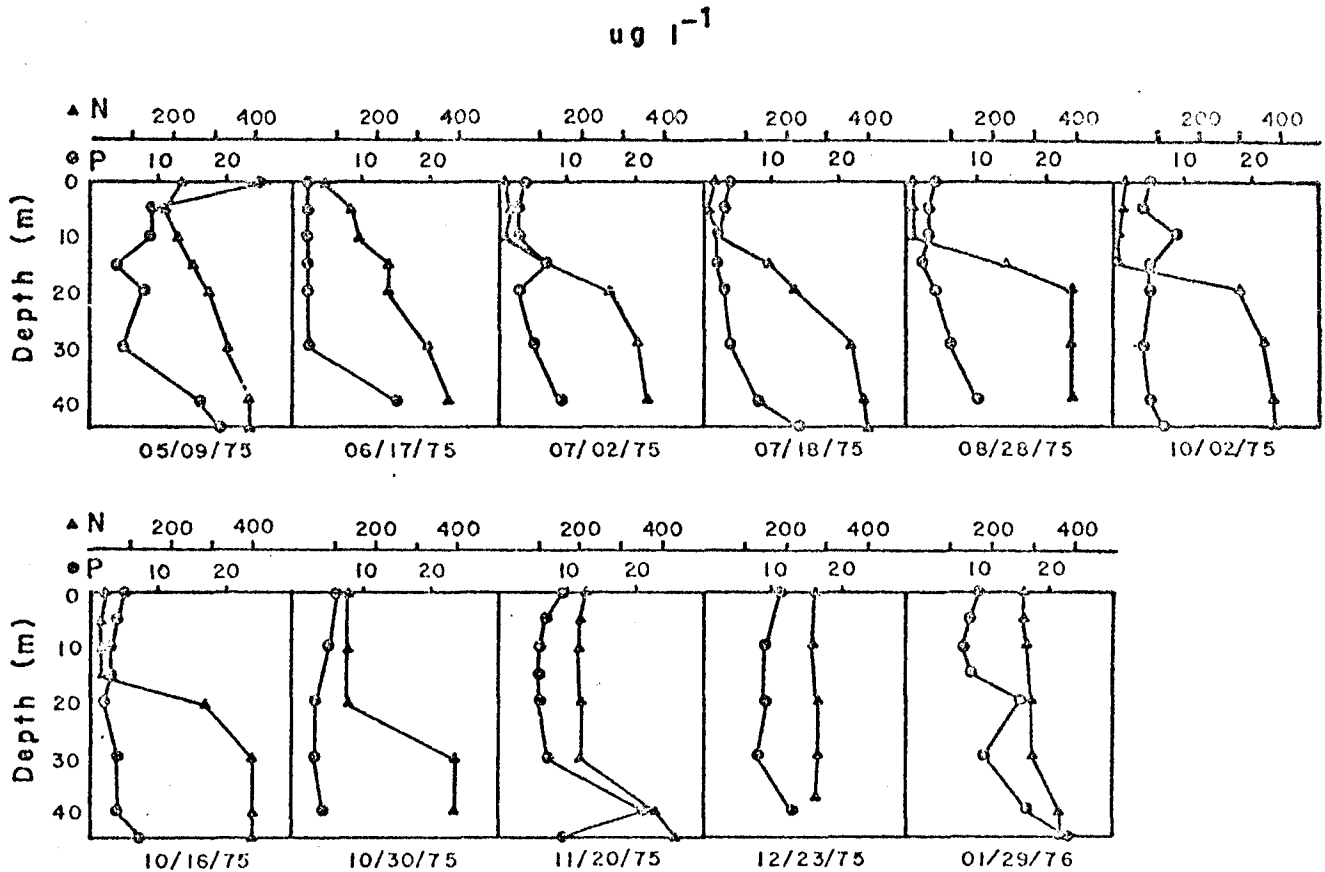 ug l⁻¹
▲ N 200 400 200 400 200 400 200 400 200 400 200 400
⊙ P 10 20 10 20 10 20 10 20 10 20 10 20
0
10
20
30
40
Depth (m)
05/09/75 06/17/75 07/02/75 07/18/75 08/28/75 10/02/75
▲ N 200 400 200 400 200 400 200 400 200 400
⊙ P 10 20 10 20 10 20 10 20 10 20
0
10
20
30
40
Depth (m)
10/16/75 10/30/75 11/20/75 12/23/75 01/29/76